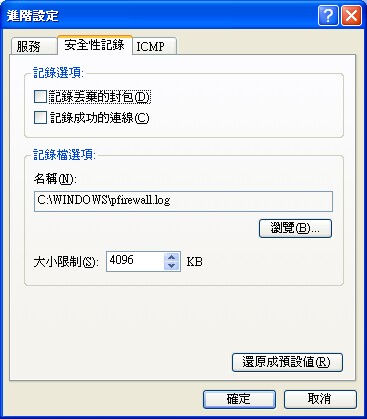 進階設定
服務 安全性記錄 ICMP
記錄選項:
記錄丟棄的封包(D)
記錄成功的連線(C)
記錄檔選項:
名稱(N):
C:\WINDOWS\pfirewall.log
瀏覽(B)...
大小限制(S): 4096 KB
還原成預設值(R)
確定 取消